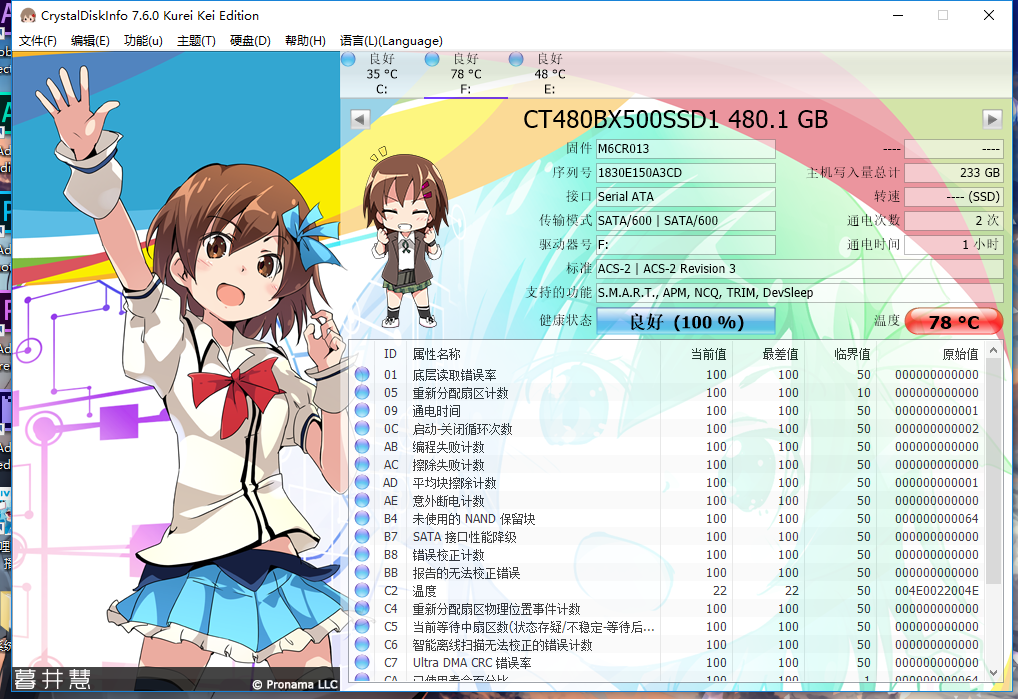 CrystalDiskInfo 7.6.0 Kurei Kei Edition
文件(F) 编辑(E) 功能(u) 主题(T) 硬盘(D) 帮助(H) 语言(L)(Language)
良好 良好 良好
35 °C 78 °C 48 °C
C: F: E:
CT480BX500SSD1 480.1 GB
固件 M6CR013 ---- ----
序列号 1830E150A3CD 主机写入量总计 233 GB
接口 Serial ATA 转速 ---- (SSD)
传输模式 SATA/600 | SATA/600 通电次数 2 次
驱动器号 F: 通电时间 1 小时
标准 ACS-2 | ACS-2 Revision 3
支持的功能 S.M.A.R.T., APM, NCQ, TRIM, DevSleep
健康状态 良好 (100 %) 温度 78 °C
ID 属性名称 当前值 最差值 临界值 原始值
01 底层读取错误率 100 100 50 000000000000
05 重新分配扇区计数 100 100 10 000000000000
09 通电时间 100 100 50 000000000001
0C 启动-关闭循环次数 100 100 50 000000000002
AB 编程失败计数 100 100 50 000000000000
AC 擦除失败计数 100 100 50 000000000000
AD 平均块擦除计数 100 100 50 000000000001
AE 意外断电计数 100 100 50 000000000000
B4 未使用的 NAND 保留块 100 100 50 000000000064
B7 SATA 接口性能降级 100 100 50 000000000000
B8 错误校正计数 100 100 50 000000000000
BB 报告的无法校正错误 100 100 50 000000000000
C2 温度 22 22 50 004E0022004E
C4 重新分配扇区物理位置事件计数 100 100 50 000000000000
C5 当前等待中扇区数(状态存疑/不稳定-等待后... 100 100 50 000000000000
C6 智能离线扫描无法校正的错误计数 100 100 50 000000000000
C7 Ultra DMA CRC 错误率 100 100 50 000000000000
CA 已使用寿命百分比 100 100 1 000000000064
暮井慧
© Pronama LLC